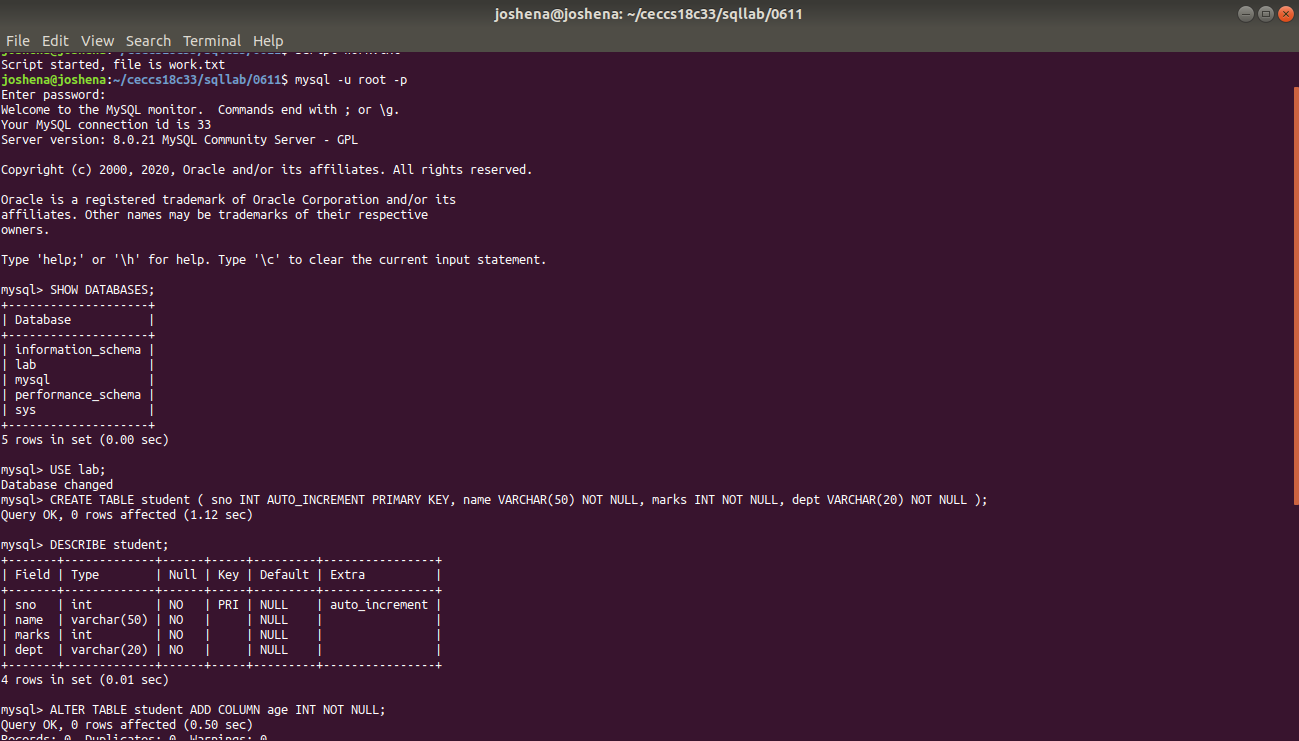 joshena@joshena: ~/ceccs18c33/sqllab/0611
File Edit View Search Terminal Help
Script started, file is work.txt
joshena@joshena:~/ceccs18c33/sqllab/0611$ mysql -u root -p
Enter password:
Welcome to the MySQL monitor.  Commands end with ; or \g.
Your MySQL connection id is 33
Server version: 8.0.21 MySQL Community Server - GPL

Copyright (c) 2000, 2020, Oracle and/or its affiliates. All rights reserved.

Oracle is a registered trademark of Oracle Corporation and/or its
affiliates. Other names may be trademarks of their respective
owners.

Type 'help;' or '\h' for help. Type '\c' to clear the current input statement.

mysql> SHOW DATABASES;
+--------------------+
| Database           |
+--------------------+
| information_schema |
| lab                |
| mysql              |
| performance_schema |
| sys                |
+--------------------+
5 rows in set (0.00 sec)

mysql> USE lab;
Database changed
mysql> CREATE TABLE student ( sno INT AUTO_INCREMENT PRIMARY KEY, name VARCHAR(50) NOT NULL, marks INT NOT NULL, dept VARCHAR(20) NOT NULL );
Query OK, 0 rows affected (1.12 sec)

mysql> DESCRIBE student;
+-------+-------------+------+-----+---------+----------------+
| Field | Type        | Null | Key | Default | Extra          |
+-------+-------------+------+-----+---------+----------------+
| sno   | int         | NO   | PRI | NULL    | auto_increment |
| name  | varchar(50) | NO   |     | NULL    |                |
| marks | int         | NO   |     | NULL    |                |
| dept  | varchar(20) | NO   |     | NULL    |                |
+-------+-------------+------+-----+---------+----------------+
4 rows in set (0.01 sec)

mysql> ALTER TABLE student ADD COLUMN age INT NOT NULL;
Query OK, 0 rows affected (0.50 sec)
Records: 0  Duplicates: 0  Warnings: 0